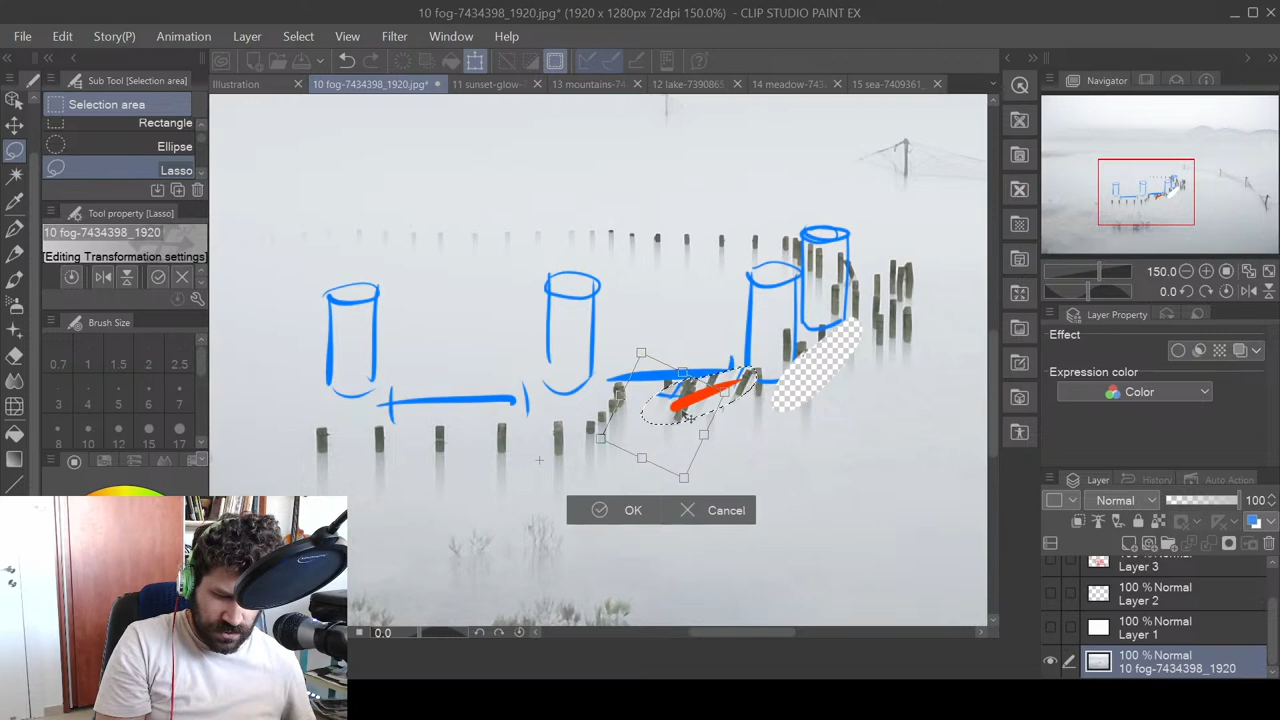 10 fog-7434398_1920.jpg* (1920 x 1280px 72dpi 150.0%) - CLIP STUDIO PAINT EX
File Edit Story(P) Animation Layer Select View Filter Window Help
Sub Tool [Selection area]
Illustration 10 fog-7434398_1920.jpg* 11 sunset-glow- 13 mountains-74 12 lake-7390865 14 meadow-743 15 sea-7409361_
Navigator
Selection area
Rectangle
Ellipse
Lasso
Tool property [Lasso]
10 fog-7434398_1920
[Editing Transformation settings]
150.0
0.0
Layer Property
Brush Size
Effect
0.7 1 1.2 2 2.5
Expression color
Color
3 4 5 6 7
8 10 12 15 17
Layer History Auto Action
Normal 100
OK Cancel
Layer 3
100 % Normal
Layer 2
100 % Normal
Layer 1
100 % Normal
10 fog-7434398_1920
0.0